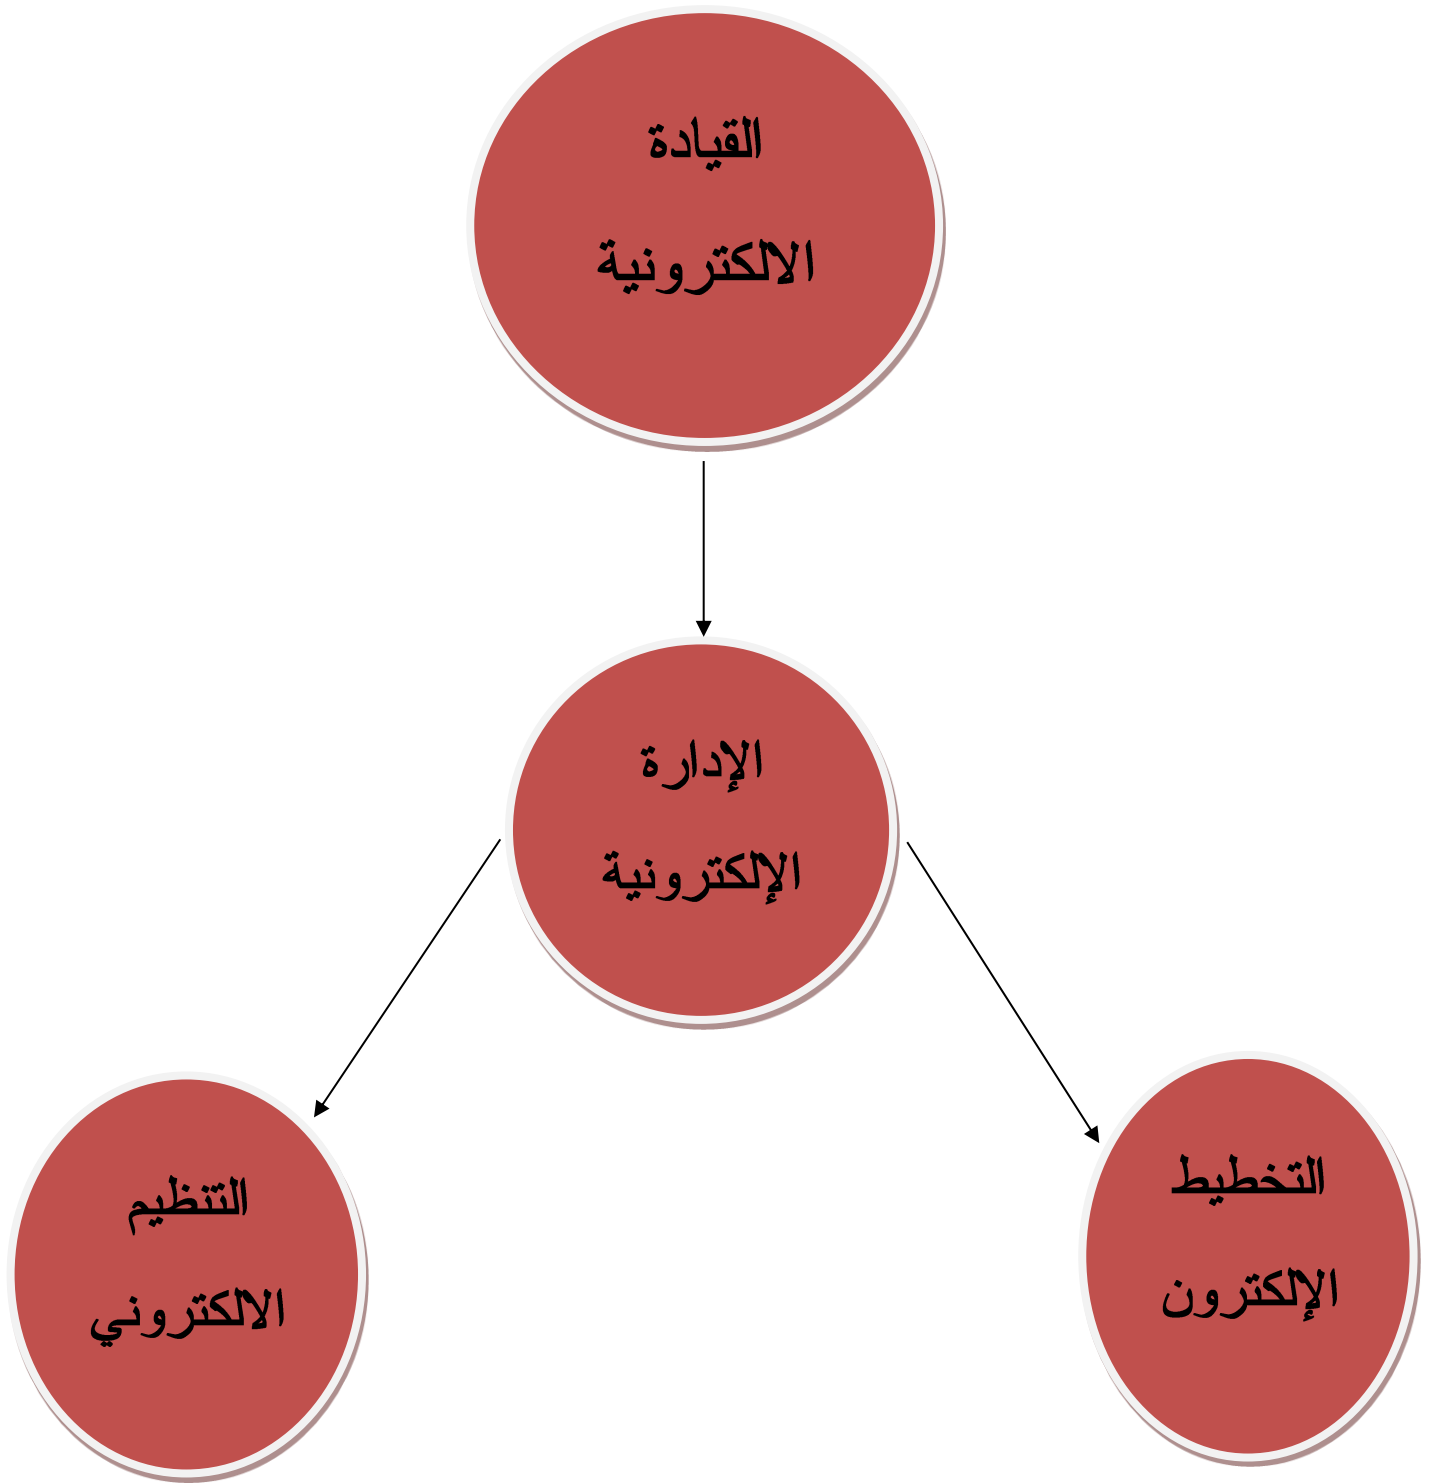 القيادة
الالكترونية
الإدارة
الإلكترونية
التخطيط
الإلكترون
التنظيم
الالكتروني